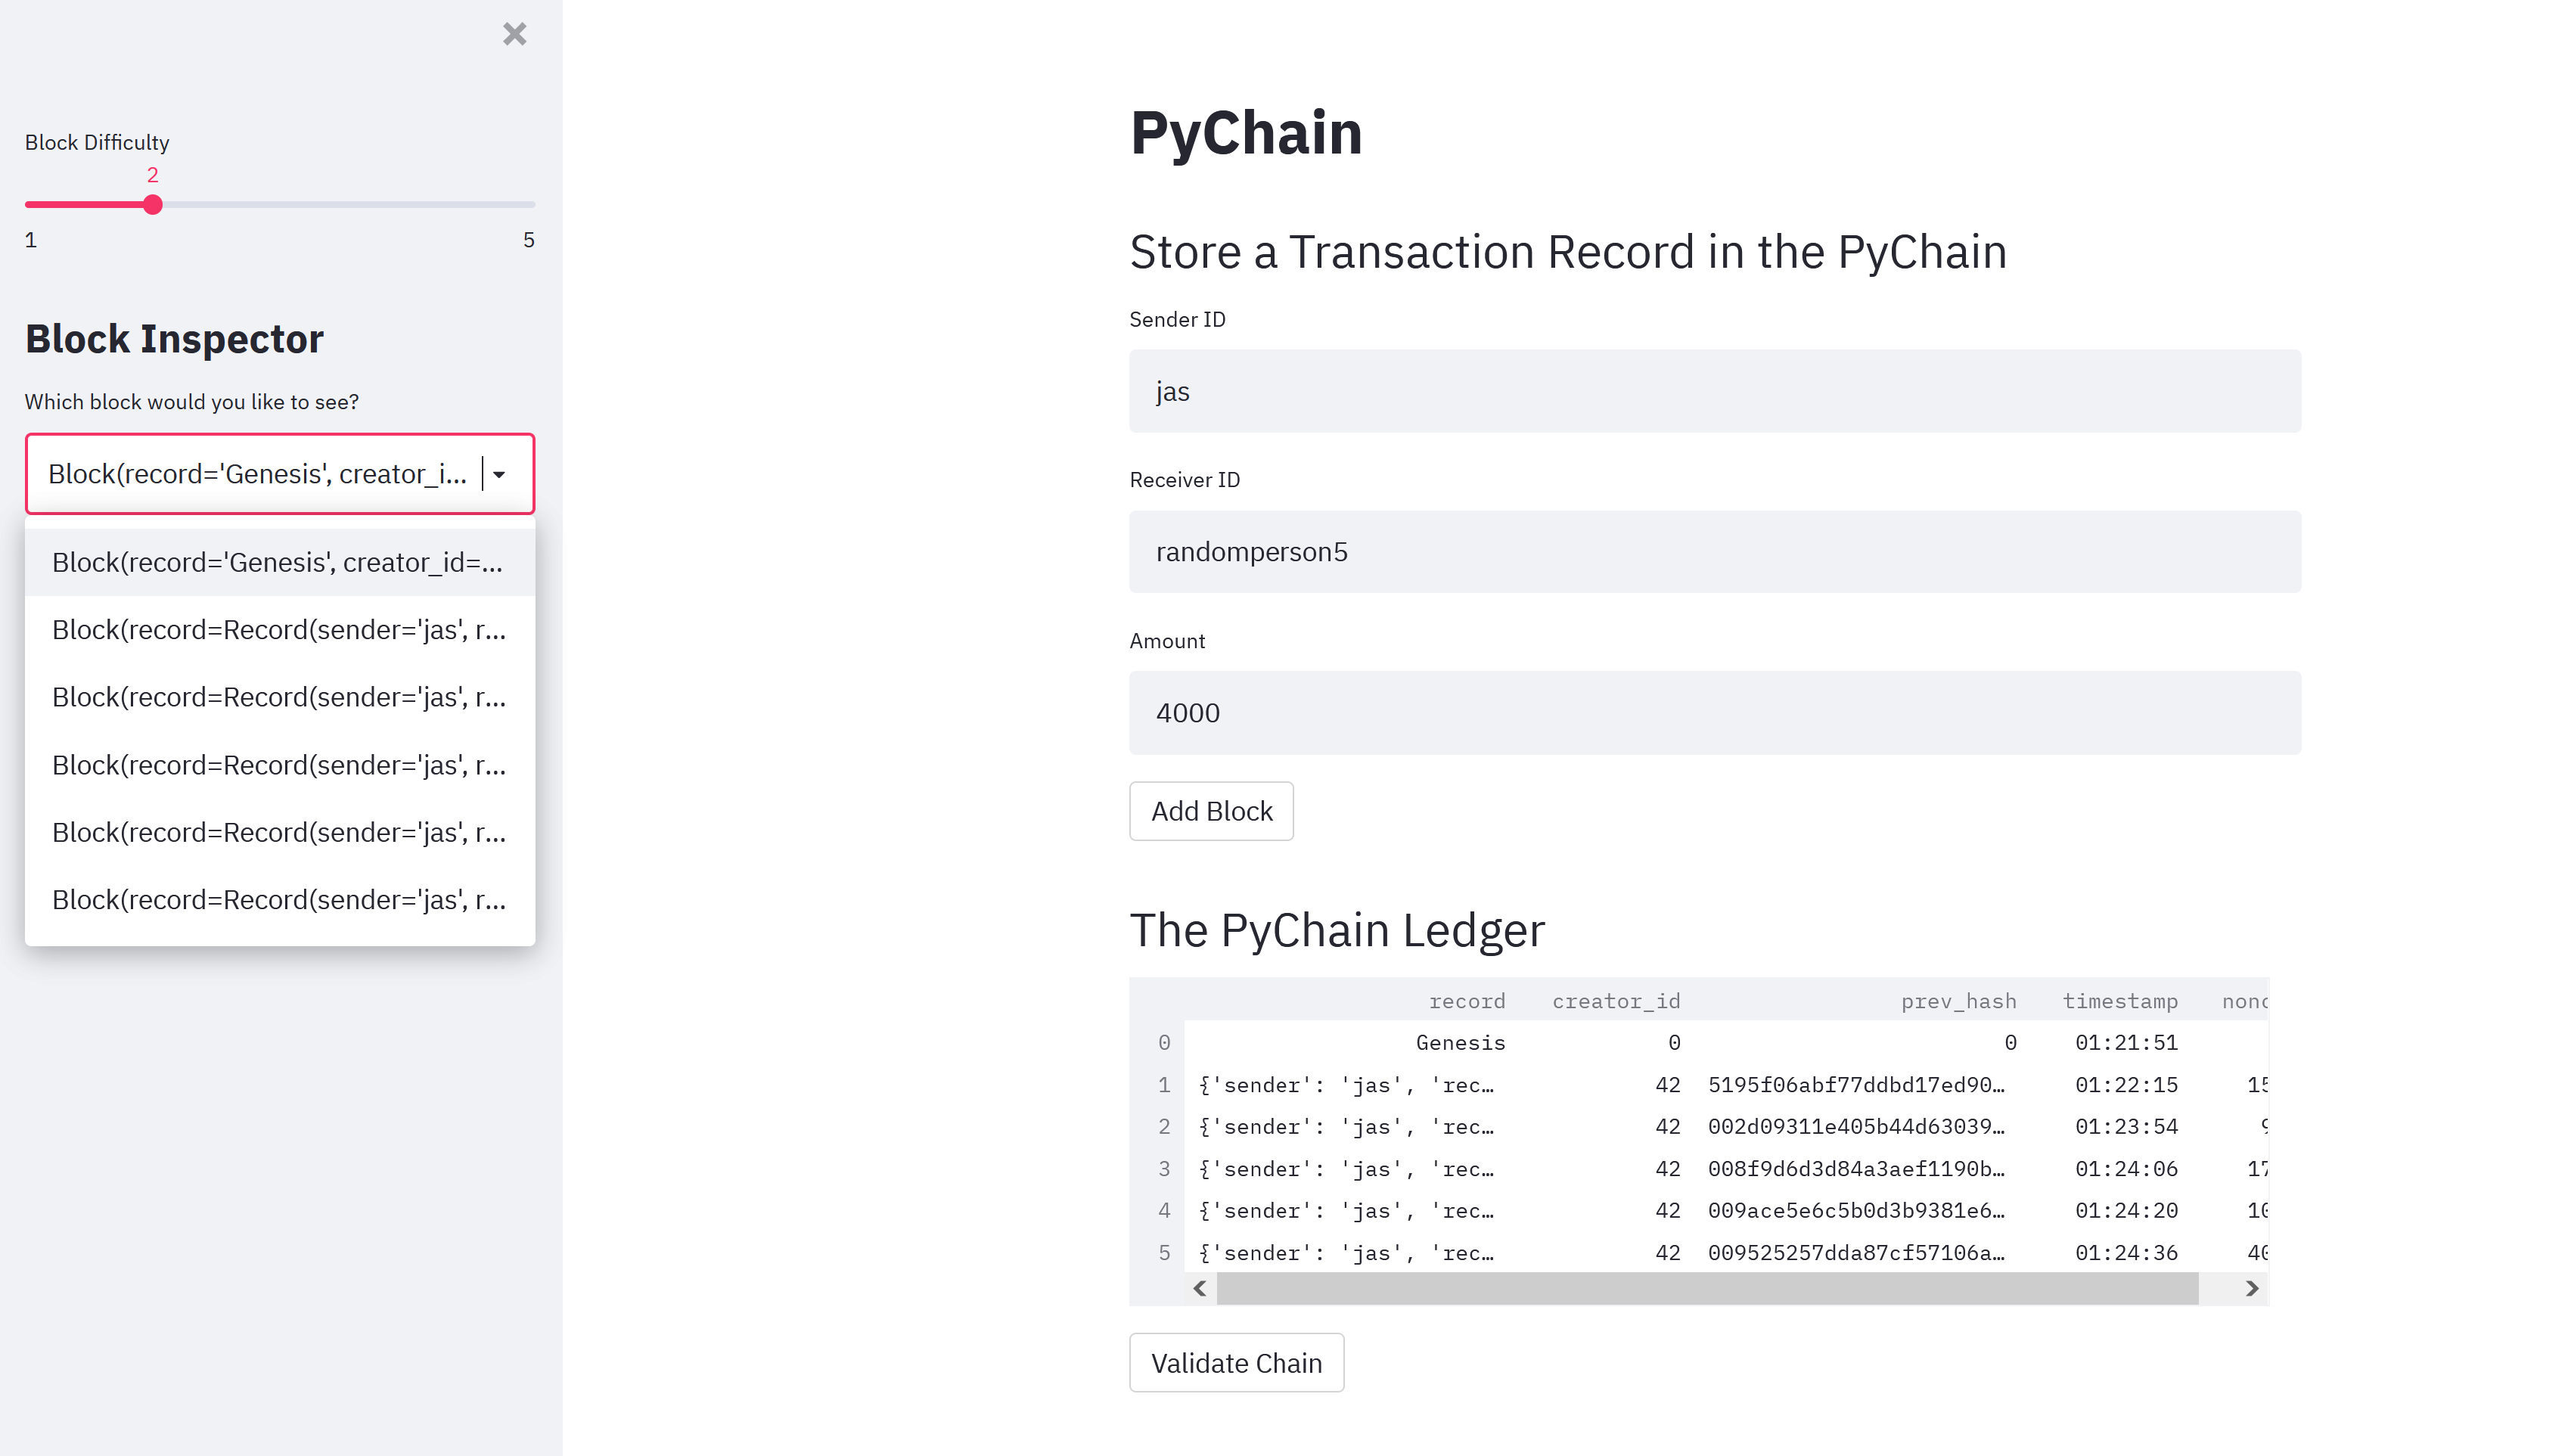 Block Difficulty
2
1 5
Block Inspector
Which block would you like to see?
Block(record='Genesis', creator_i...
Block(record='Genesis', creator_id=...
Block(record=Record(sender='jas', r...
Block(record=Record(sender='jas', r...
Block(record=Record(sender='jas', r...
Block(record=Record(sender='jas', r...
Block(record=Record(sender='jas', r...
PyChain
Store a Transaction Record in the PyChain
Sender ID
jas
Receiver ID
randomperson5
Amount
4000
Add Block
The PyChain Ledger
record creator_id prev_hash timestamp nonc
0 Genesis 0 0 01:21:51
1 {'sender': 'jas', 'rec… 42 5195f06abf77ddbd17ed90… 01:22:15 15
2 {'sender': 'jas', 'rec… 42 002d09311e405b44d63039… 01:23:54 9
3 {'sender': 'jas', 'rec… 42 008f9d6d3d84a3aef1190b… 01:24:06 17
4 {'sender': 'jas', 'rec… 42 009ace5e6c5b0d3b9381e6… 01:24:20 10
5 {'sender': 'jas', 'rec… 42 009525257dda87cf57106a… 01:24:36 40
Validate Chain